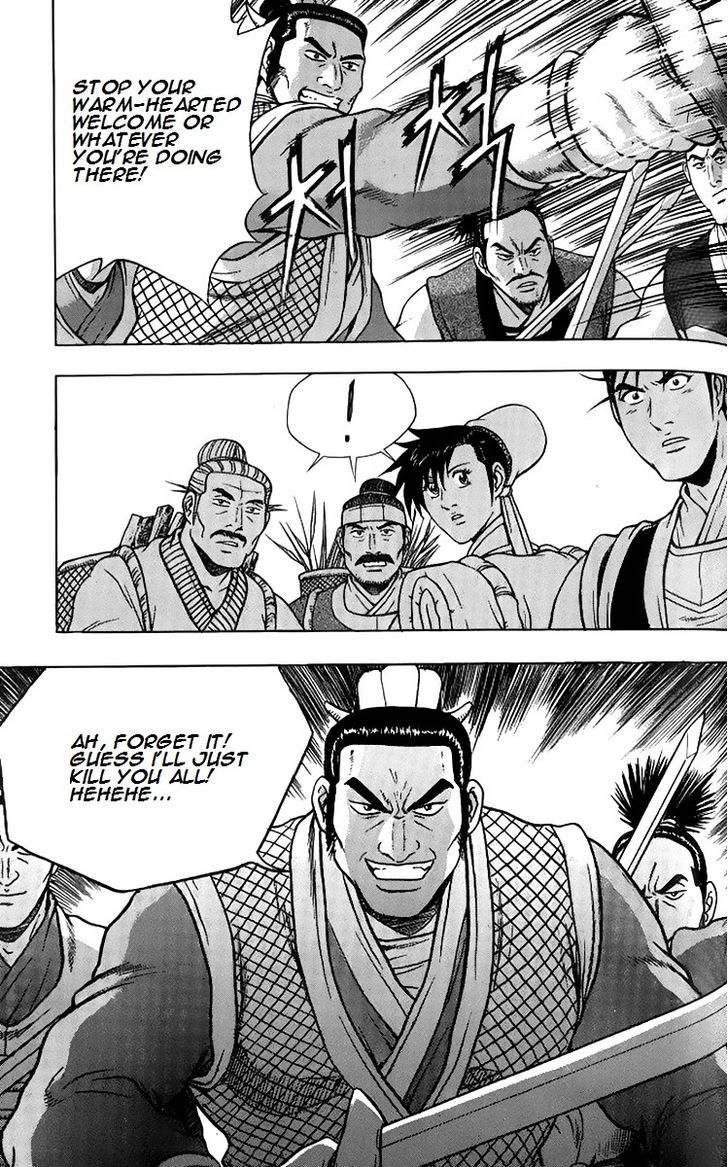 STOP YOUR
WARM-HEARTED
WELCOME OR
WHATEVER
YOU'RE DOING
THERE!
!
AH, FORGET IT!
GUESS I'LL JUST
KILL YOU ALL!
HEHEHE...